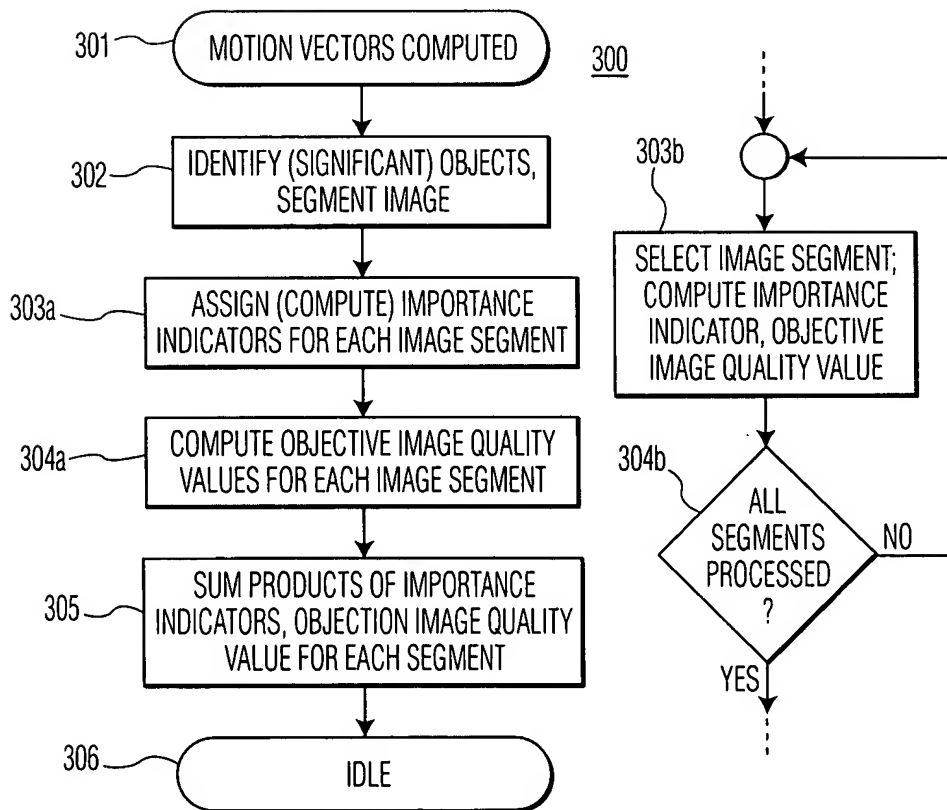 301
MOTION VECTORS COMPUTED
302
IDENTIFY (SIGNIFICANT) OBJECTS,
SEGMENT IMAGE
303a
ASSIGN (COMPUTE) IMPORTANCE
INDICATORS FOR EACH IMAGE SEGMENT
304a
COMPUTE OBJECTIVE IMAGE QUALITY
VALUES FOR EACH IMAGE SEGMENT
305
SUM PRODUCTS OF IMPORTANCE
INDICATORS, OBJECTION IMAGE QUALITY
VALUE FOR EACH SEGMENT
306
IDLE
300
303b
SELECT IMAGE SEGMENT;
COMPUTE IMPORTANCE
INDICATOR, OBJECTIVE
IMAGE QUALITY VALUE
304b
ALL
SEGMENTS
PROCESSED
?
NO
YES